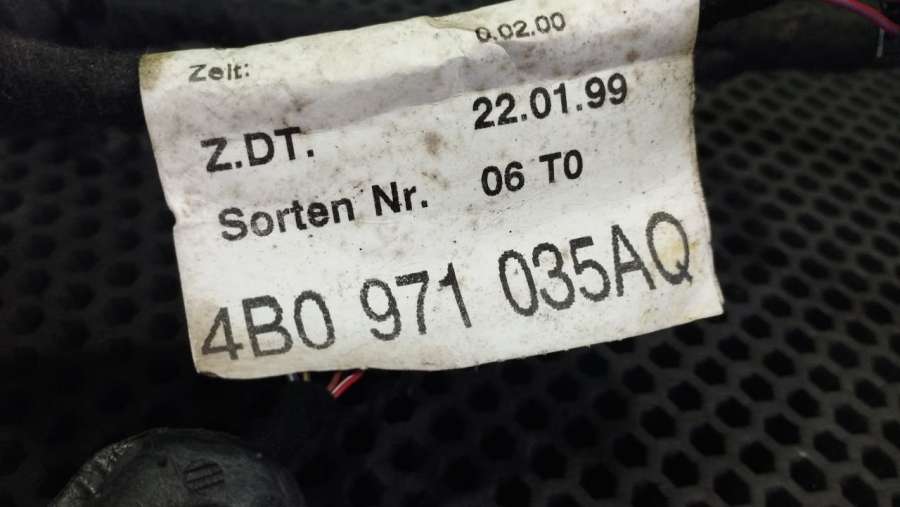 Zeit: 0.02.00
Z.DT. 22.01.99
Sorten Nr. 06 T0
4B0 971 035AQ